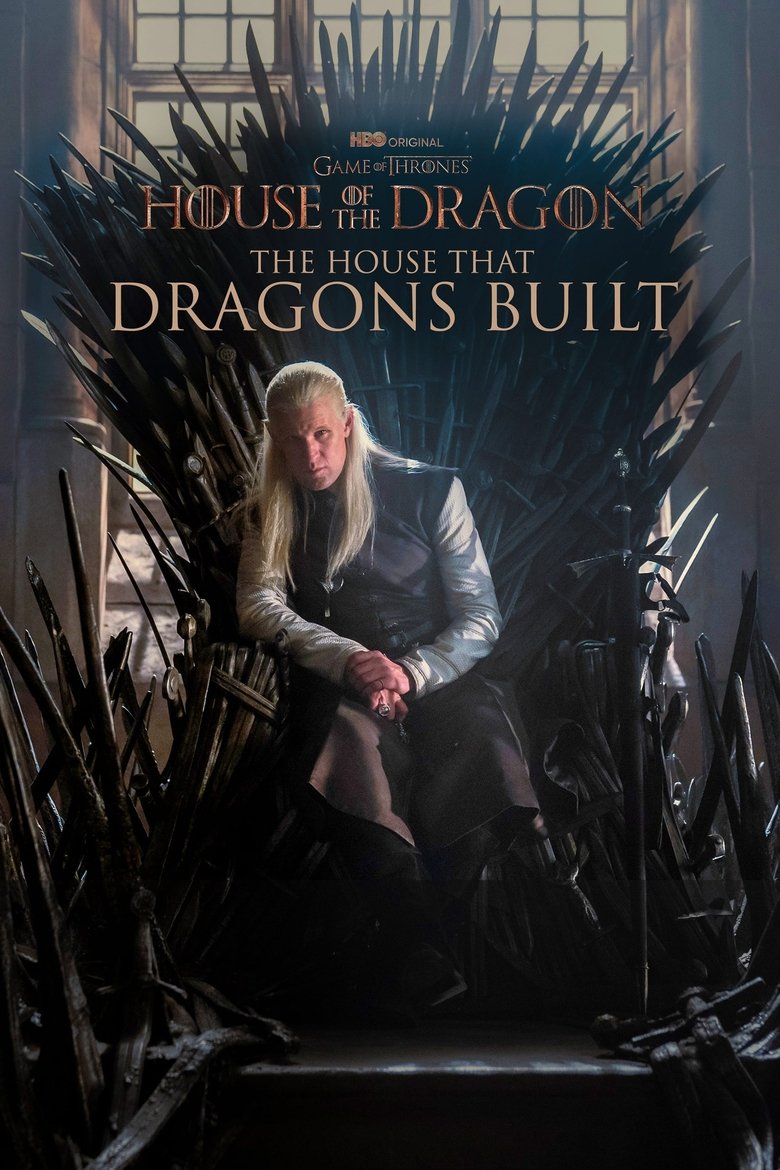 HBO ORIGINAL
GAME OF THRONES
HOUSE OF THE DRAGON
THE HOUSE THAT
DRAGONS BUILT